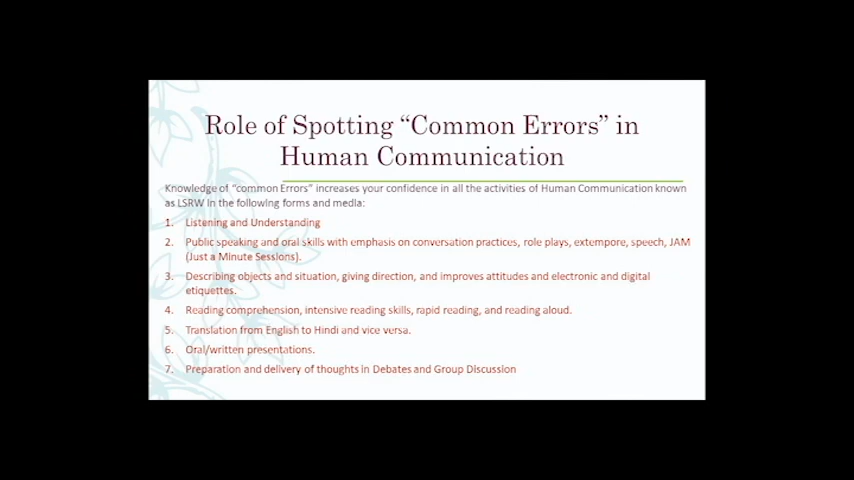 Role of Spotting “Common Errors” in
Human Communication
Knowledge of “common Errors” increases your confidence in all the activities of Human Communication known
as LSRW in the following forms and media:
1. Listening and Understanding
2. Public speaking and oral skills with emphasis on conversation practices, role plays, extempore, speech, JAM
(Just a Minute Sessions).
3. Describing objects and situation, giving direction, and improves attitudes and electronic and digital
etiquettes.
4. Reading comprehension, intensive reading skills, rapid reading, and reading aloud.
5. Translation from English to Hindi and vice versa.
6. Oral/written presentations.
7. Preparation and delivery of thoughts in Debates and Group Discussion